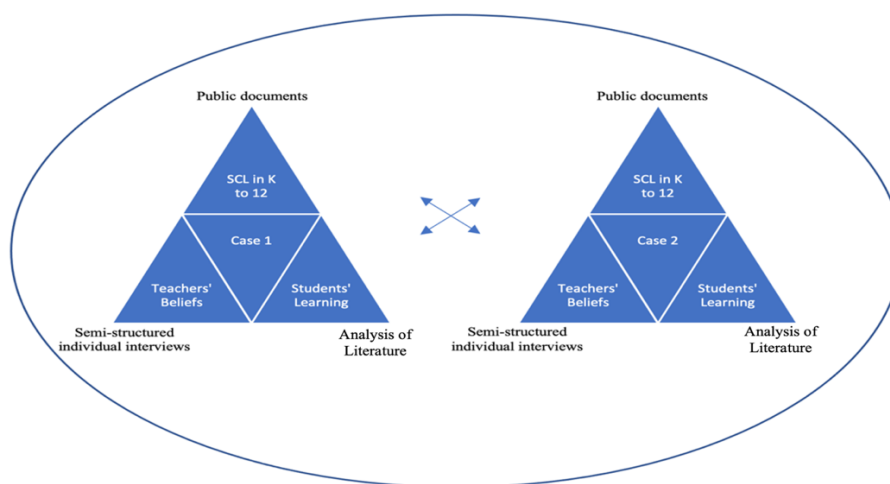 Public documents
SCL in K
to 12
Case 1
Teachers'
Beliefs
Students'
Learning
Semi-structured
individual interviews
Analysis of
Literature
Public documents
SCL in K
to 12
Case 2
Teachers'
Beliefs
Students'
Learning
Semi-structured
individual interviews
Analysis of
Literature